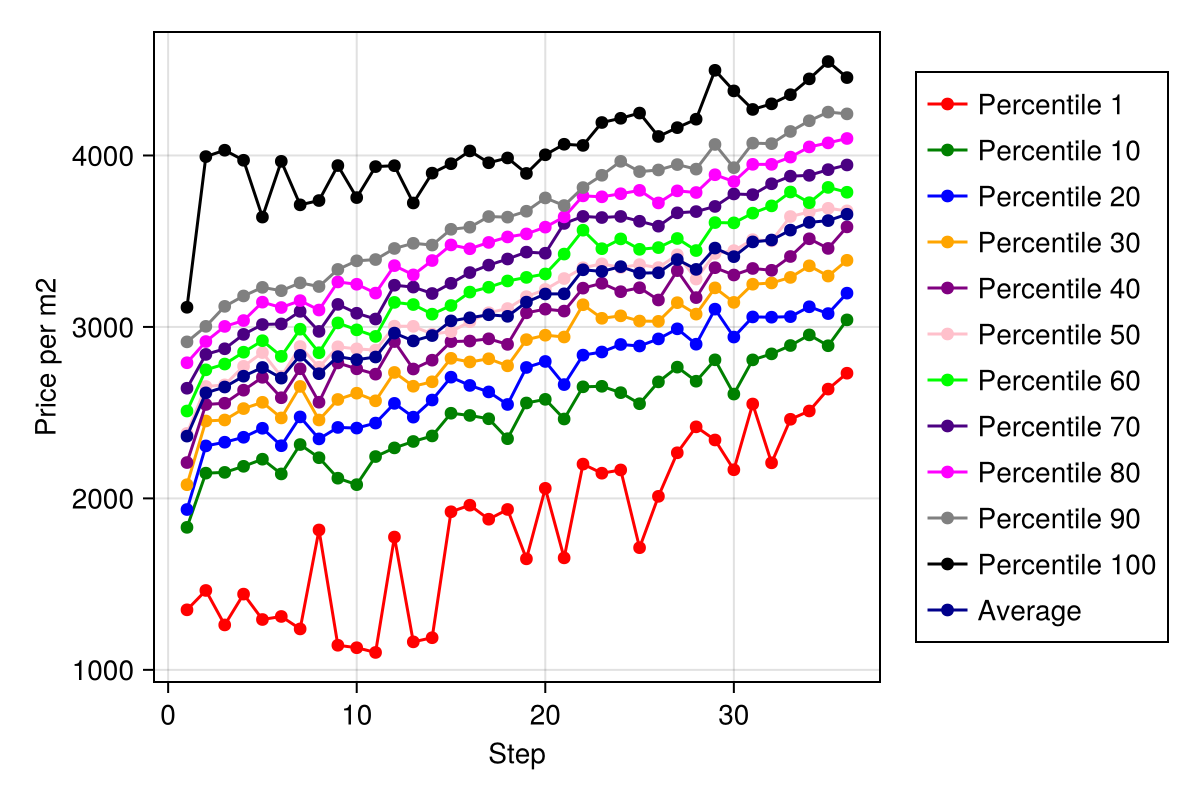 Price per m2
4000
3000
2000
1000
0
10
20
30
Step
Percentile 1
Percentile 10
Percentile 20
Percentile 30
Percentile 40
Percentile 50
Percentile 60
Percentile 70
Percentile 80
Percentile 90
Percentile 100
Average